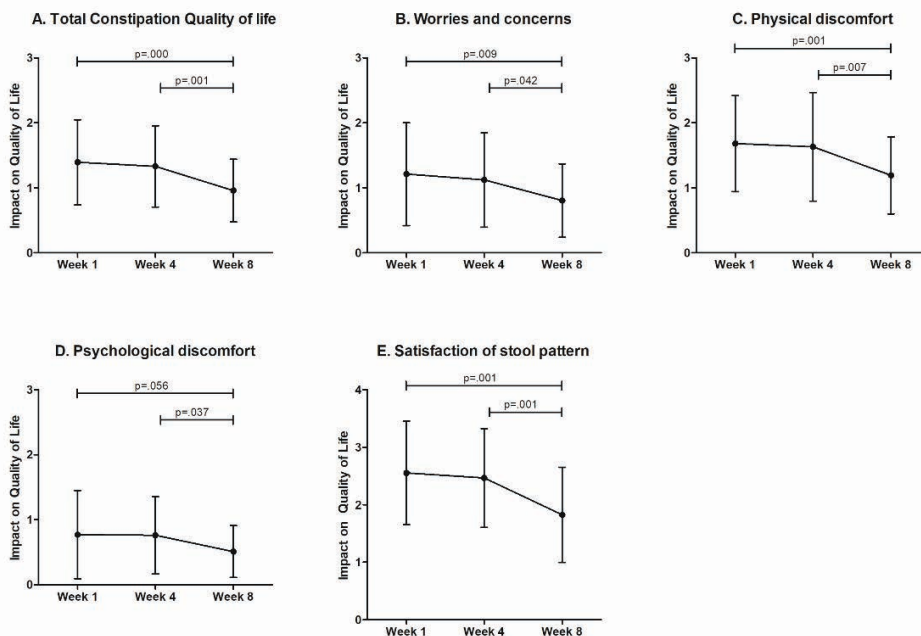 A. Total Constipation Quality of life
p=.000
p=.001
3
2
1
0
Impact on Quality of Life
Week 1 Week 4 Week 8
B. Worries and concerns
p=.009
p=.042
3
2
1
0
Impact on Quality of Life
Week 1 Week 4 Week 8
C. Physical discomfort
p=.001
p=.007
3
2
1
0
Impact on Quality of Life
Week 1 Week 4 Week 8
D. Psychological discomfort
p=.056
p=.037
3
2
1
0
Impact on Quality of Life
Week 1 Week 4 Week 8
E. Satisfaction of stool pattern
p=.001
p=.001
4
3
2
1
0
Impact on Quality of Life
Week 1 Week 4 Week 8